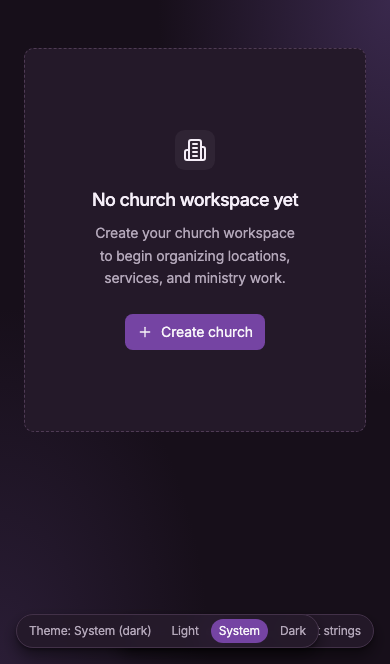 No church workspace yet
Create your church workspace
to begin organizing locations,
services, and ministry work.
Create church
Theme: System (dark) Light System Dark strings